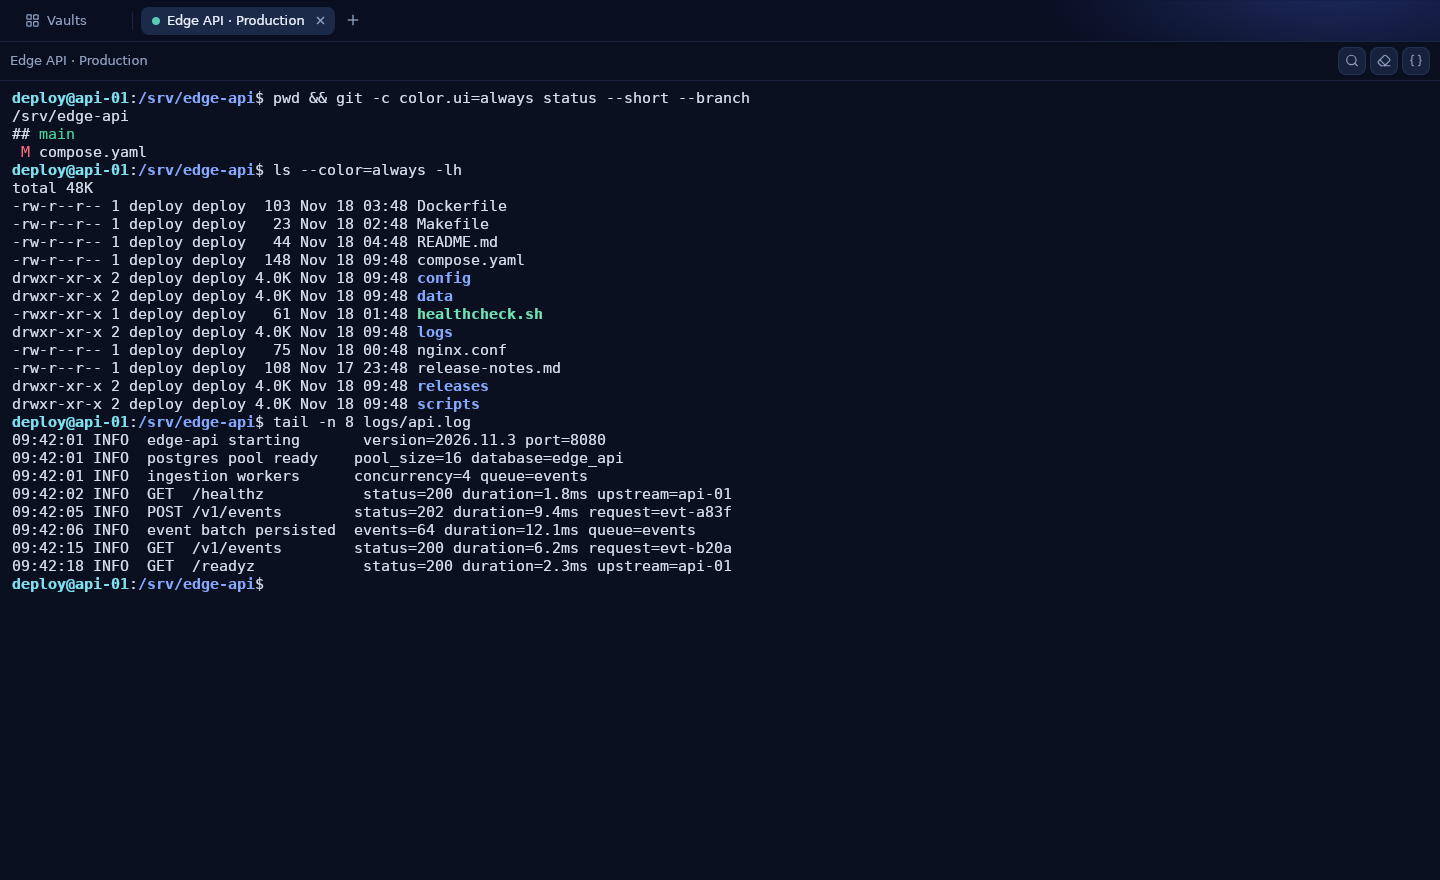 Vaults
Edge API · Production
Edge API · Production
deploy@api-01:/srv/edge-api$ pwd && git -c color.ui=always status --short --branch
/srv/edge-api
## main
 M compose.yaml
deploy@api-01:/srv/edge-api$ ls --color=always -lh
total 48K
-rw-r--r-- 1 deploy deploy  103 Nov 18 03:48 Dockerfile
-rw-r--r-- 1 deploy deploy   23 Nov 18 02:48 Makefile
-rw-r--r-- 1 deploy deploy   44 Nov 18 04:48 README.md
-rw-r--r-- 1 deploy deploy  148 Nov 18 09:48 compose.yaml
drwxr-xr-x 2 deploy deploy 4.0K Nov 18 09:48 config
drwxr-xr-x 2 deploy deploy 4.0K Nov 18 09:48 data
-rwxr-xr-x 1 deploy deploy   61 Nov 18 01:48 healthcheck.sh
drwxr-xr-x 2 deploy deploy 4.0K Nov 18 09:48 logs
-rw-r--r-- 1 deploy deploy   75 Nov 18 00:48 nginx.conf
-rw-r--r-- 1 deploy deploy  108 Nov 17 23:48 release-notes.md
drwxr-xr-x 2 deploy deploy 4.0K Nov 18 09:48 releases
drwxr-xr-x 2 deploy deploy 4.0K Nov 18 09:48 scripts
deploy@api-01:/srv/edge-api$ tail -n 8 logs/api.log
09:42:01 INFO  edge-api starting       version=2026.11.3 port=8080
09:42:01 INFO  postgres pool ready    pool_size=16 database=edge_api
09:42:01 INFO  ingestion workers      concurrency=4 queue=events
09:42:02 INFO  GET  /healthz           status=200 duration=1.8ms upstream=api-01
09:42:05 INFO  POST /v1/events        status=202 duration=9.4ms request=evt-a83f
09:42:06 INFO  event batch persisted  events=64 duration=12.1ms queue=events
09:42:15 INFO  GET  /v1/events        status=200 duration=6.2ms request=evt-b20a
09:42:18 INFO  GET  /readyz            status=200 duration=2.3ms upstream=api-01
deploy@api-01:/srv/edge-api$